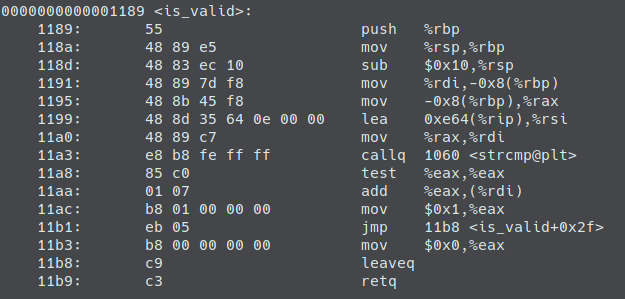 0000000000001189 <is_valid>:
1189: 55 push %rbp
118a: 48 89 e5 mov %rsp,%rbp
118d: 48 83 ec 10 sub $0x10,%rsp
1191: 48 89 7d f8 mov %rdi,-0x8(%rbp)
1195: 48 8b 45 f8 mov -0x8(%rbp),%rax
1199: 48 8d 35 64 0e 00 00 lea 0xe64(%rip),%rsi
11a0: 48 89 c7 mov %rax,%rdi
11a3: e8 b8 fe ff ff callq 1060 <strcmp@plt>
11a8: 85 c0 test %eax,%eax
11aa: 01 07 add %eax,(%rdi)
11ac: b8 01 00 00 00 mov $0x1,%eax
11b1: eb 05 jmp 11b8 <is_valid+0x2f>
11b3: b8 00 00 00 00 mov $0x0,%eax
11b8: c9 leaveq
11b9: c3 retq